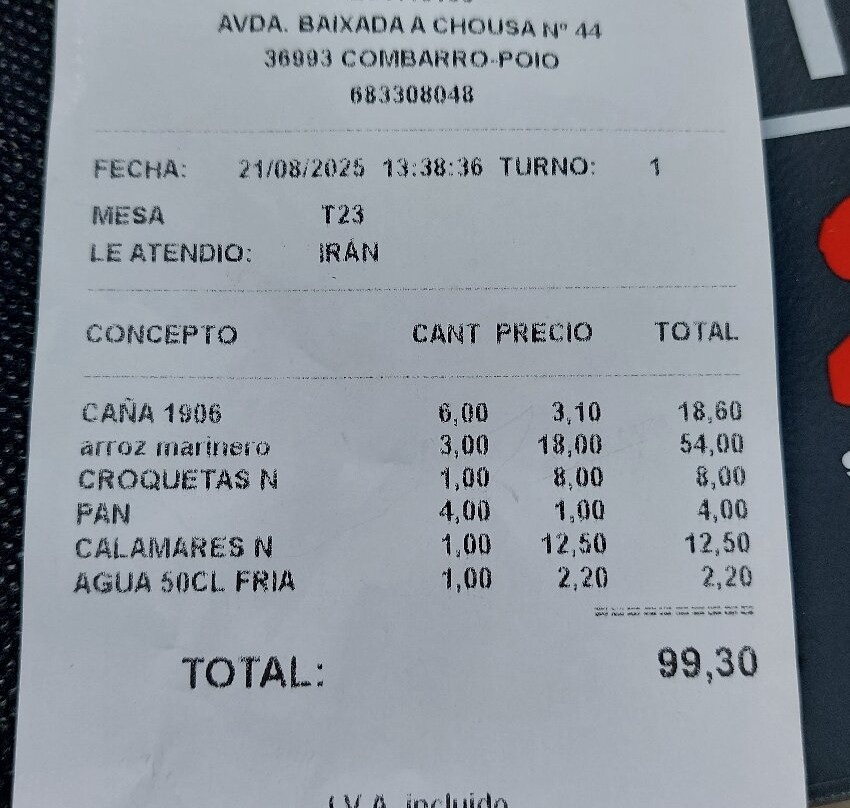 AVDA. BAIXADA A CHOUSA Nº 44
36993 COMBARRO-POIO
683308048
FECHA: 21/08/2025 13:38:36 TURNO: 1
MESA T23
LE ATENDIO: IRÁN
CONCEPTO CANT PRECIO TOTAL
CAÑA 1906 6,00 3,10 18,60
arroz marinero 3,00 18,00 54,00
CROQUETAS N 1,00 8,00 8,00
PAN 4,00 1,00 4,00
CALAMARES N 1,00 12,50 12,50
AGUA 50CL FRIA 1,00 2,20 2,20
==========
TOTAL: 99,30
I.V.A. incluido